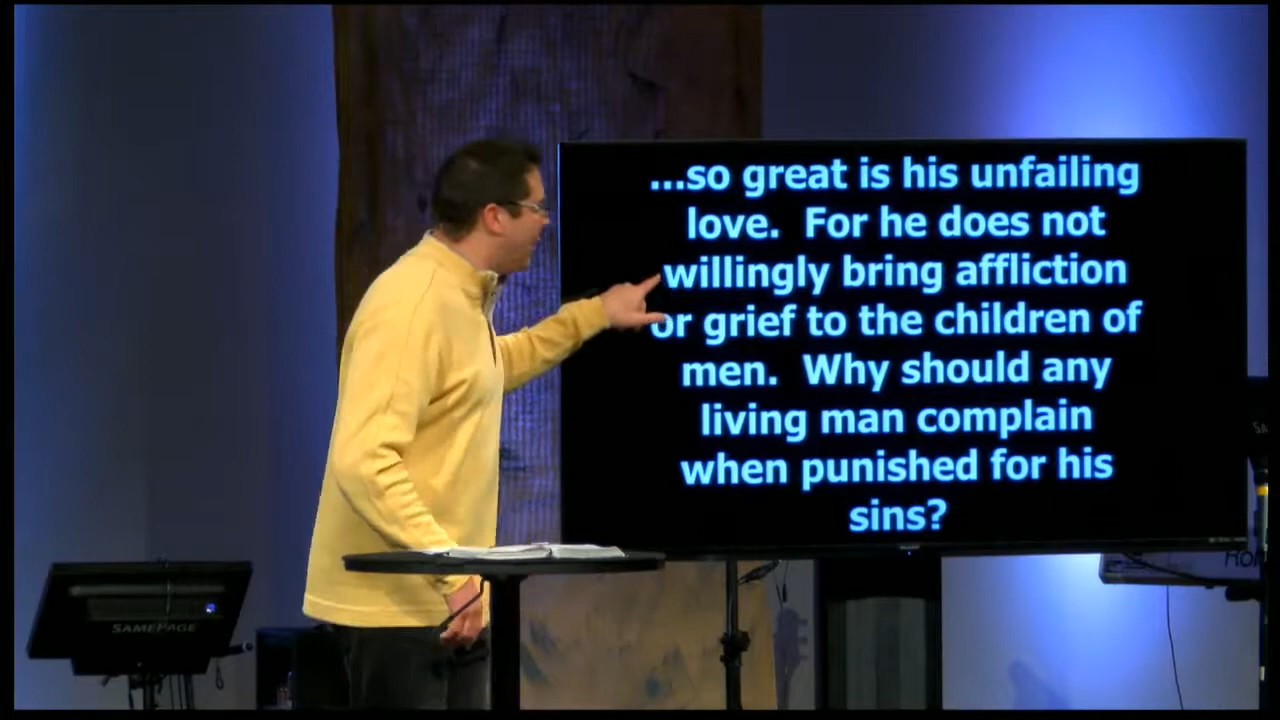 ...so great is his unfailing
love.  For he does not
willingly bring affliction
or grief to the children of
men.  Why should any
living man complain
when punished for his
sins?
SAMEPAGE